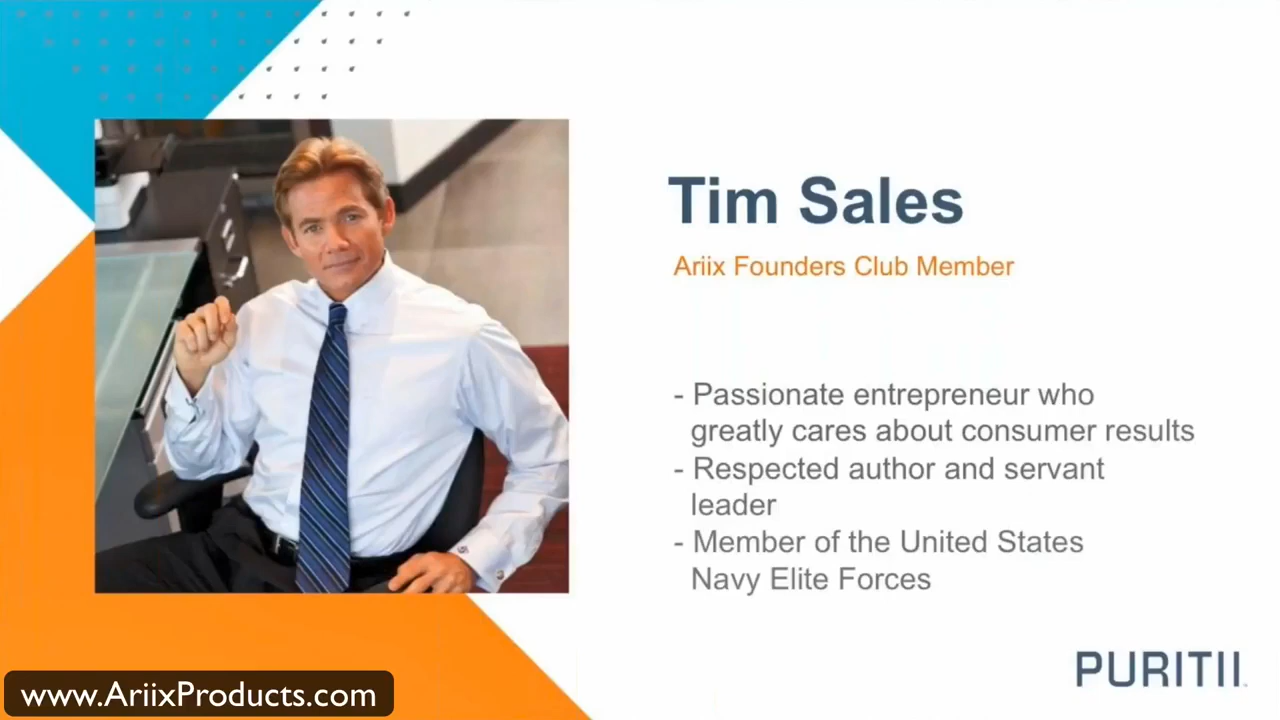 Tim Sales
Ariix Founders Club Member
- Passionate entrepreneur who
greatly cares about consumer results
- Respected author and servant
leader
- Member of the United States
Navy Elite Forces
PURITII
www.AriixProducts.com